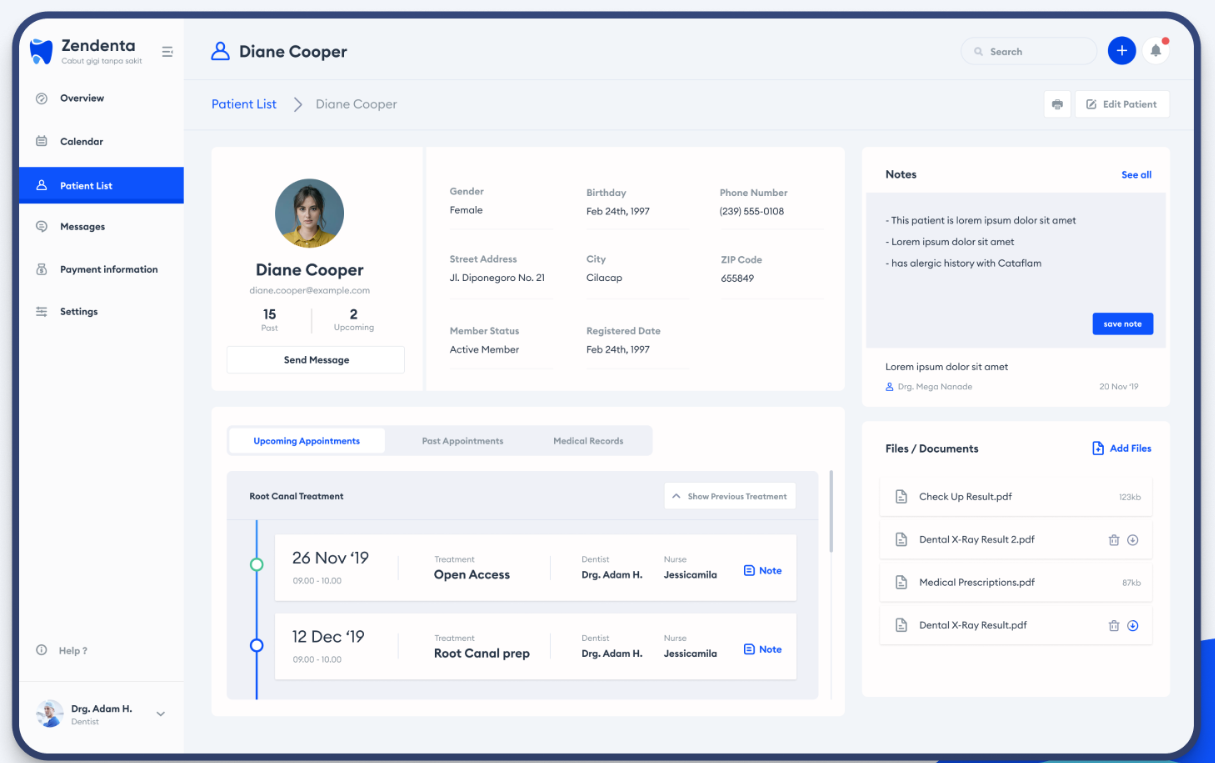 Zendenta
Cabut gigi tanpa sakit
Diane Cooper
Search
Overview
Calendar
Patient List
Messages
Payment information
Settings
Help ?
Drg. Adam H.
Dentist
Patient List > Diane Cooper
Edit Patient
Diane Cooper
diane.cooper@example.com
15 2
Past Upcoming
Send Message
Gender Birthday Phone Number
Female Feb 24th, 1997 (239) 555-0108
Street Address City ZIP Code
Jl. Diponegoro No. 21 Cilacap 655849
Member Status Registered Date
Active Member Feb 24th, 1997
Notes See all
- This patient is lorem ipsum dolor sit amet
- Lorem ipsum dolor sit amet
- has alergic history with Cataflam
save note
Lorem ipsum dolor sit amet
Drg. Mega Nanade 20 Nov '19
Upcoming Appointments Past Appointments Medical Records
Root Canal Treatment Show Previous Treatment
26 Nov ‘19
09.00 - 10.00
Treatment Dentist Nurse
Open Access Drg. Adam H. Jessicamila Note
12 Dec ‘19
09.00 - 10.00
Treatment Dentist Nurse
Root Canal prep Drg. Adam H. Jessicamila Note
Files / Documents Add Files
Check Up Result.pdf 123kb
Dental X-Ray Result 2.pdf
Medical Prescriptions.pdf 87kb
Dental X-Ray Result.pdf